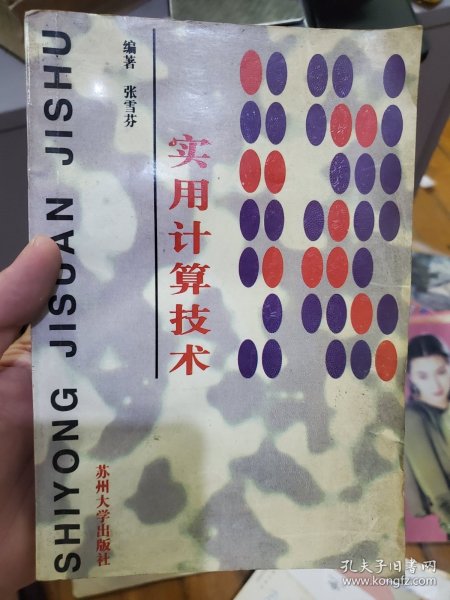 SHIYONG JISUAN JISHU
编著 张雪芬
实用计算技术
苏州大学出版社
孔夫子旧书网
www.kongfz.com